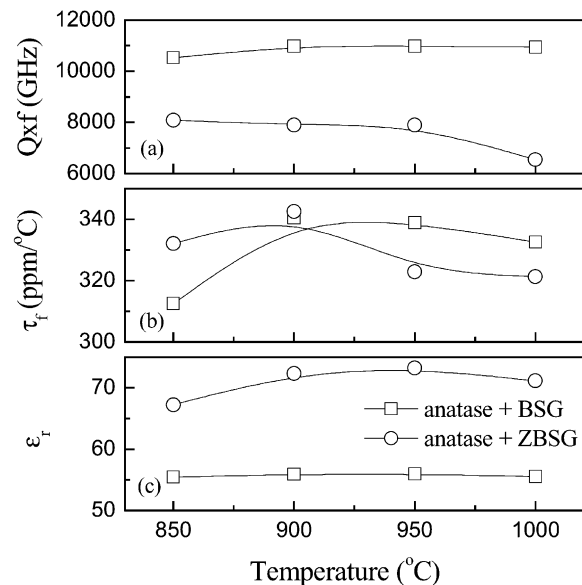 12000
10000
8000
6000
Qxf (GHz)
(a)
340
320
300
τf (ppm/°C)
(b)
70
60
50
εr
anatase + BSG
anatase + ZBSG
(c)
850 900 950 1000
Temperature (°C)